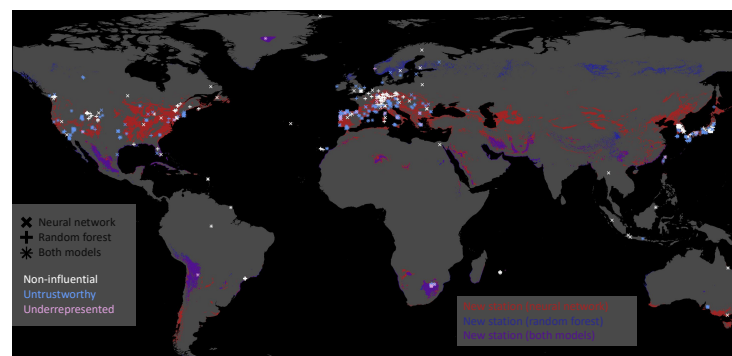 Neural network
Random forest
Both models
Non-influential
Untrustworthy
Underrepresented
New station (neural network)
New station (random forest)
New station (both models)